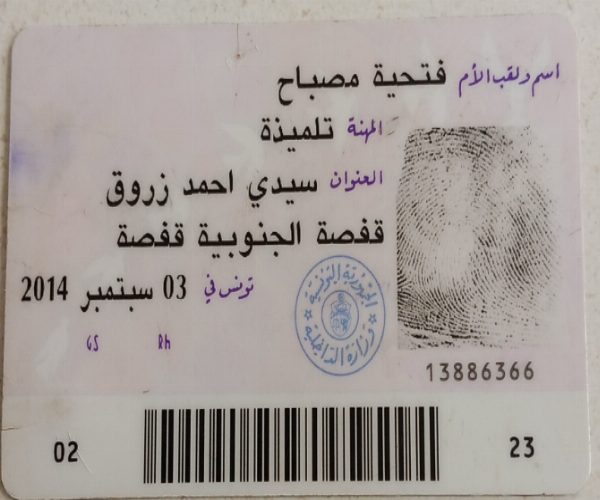 اسم ولقب الأم فتحية مصباح
المهنة تلميذة
العنوان سيدي احمد زروق
قفصة الجنوبية قفصة
تونس في 03 سبتمبر 2014
GS Rh
الجمهورية التونسية
وزارة الداخلية
13886366
02 23